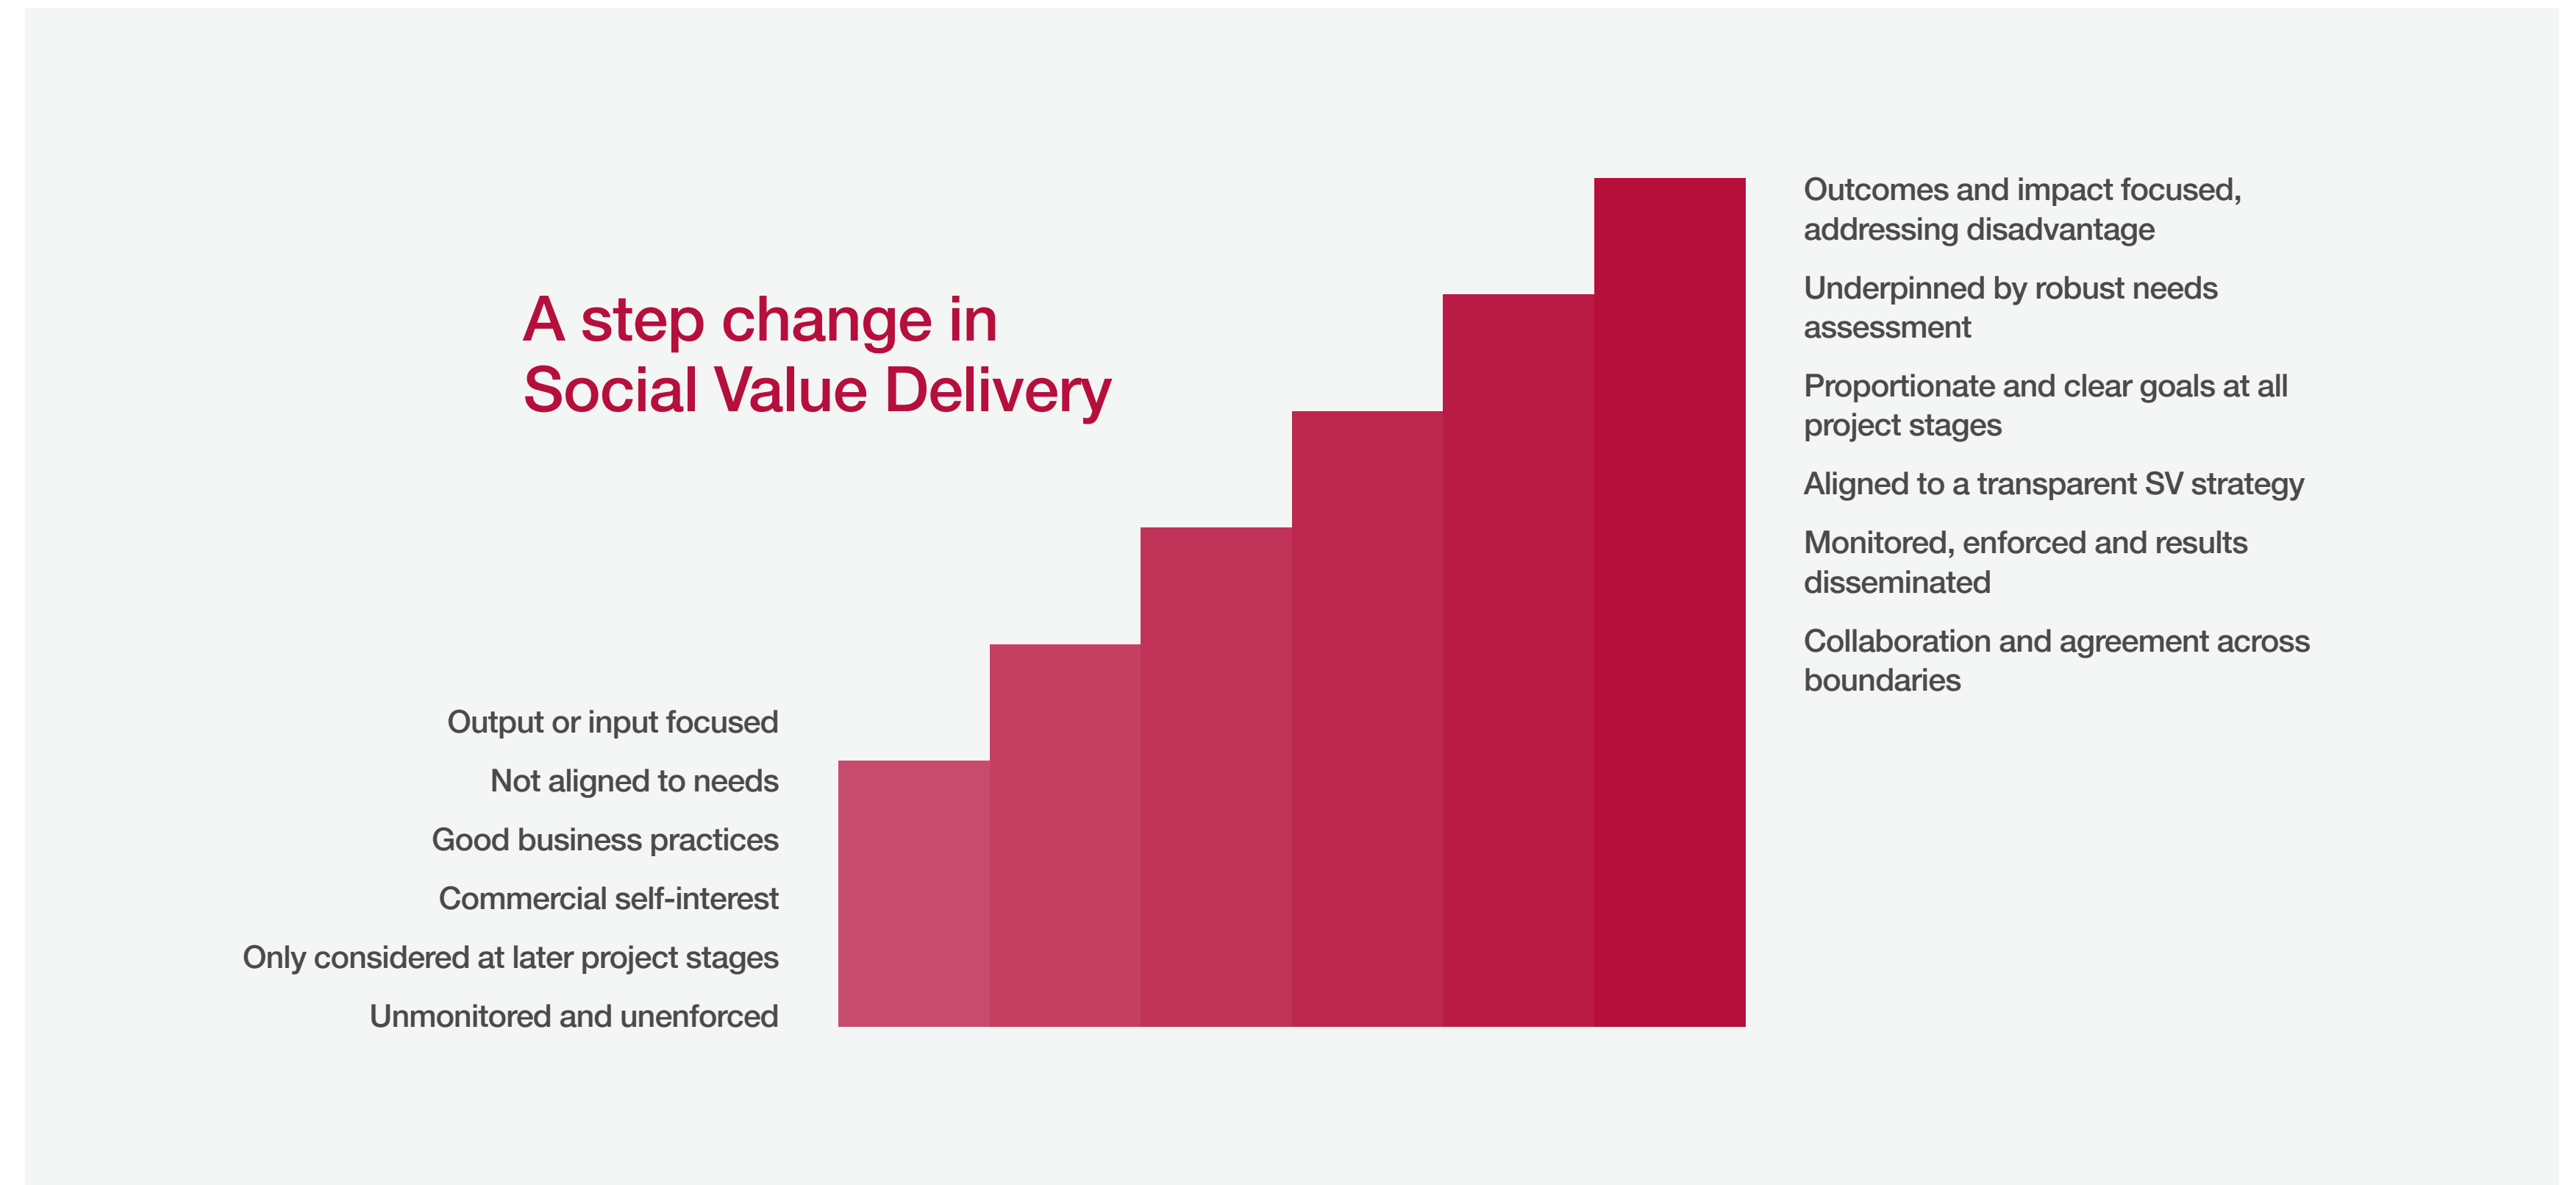 A step change in
Social Value Delivery
Output or input focused
Not aligned to needs
Good business practices
Commercial self-interest
Only considered at later project stages
Unmonitored and unenforced
Outcomes and impact focused,
addressing disadvantage
Underpinned by robust needs
assessment
Proportionate and clear goals at all
project stages
Aligned to a transparent SV strategy
Monitored, enforced and results
disseminated
Collaboration and agreement across
boundaries